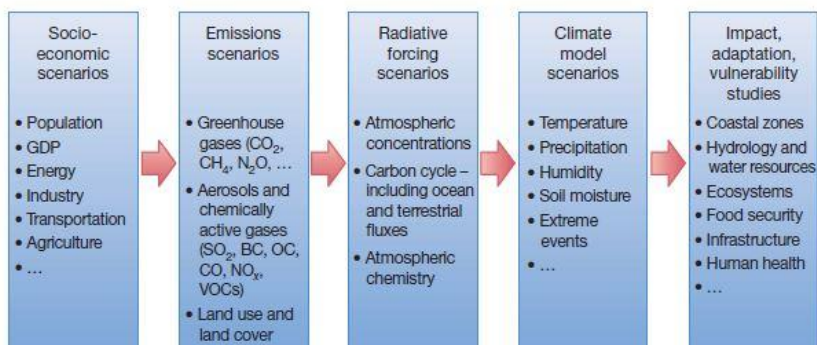 Socio-
economic
scenarios
• Population
• GDP
• Energy
• Industry
• Transportation
• Agriculture
• ...
Emissions
scenarios
• Greenhouse
gases (CO₂,
CH₄, N₂O, ...
• Aerosols and
chemically
active gases
(SO₂, BC, OC,
CO, NOₓ,
VOCs)
• Land use and
land cover
Radiative
forcing
scenarios
• Atmospheric
concentrations
• Carbon cycle –
including ocean
and terrestrial
fluxes
• Atmospheric
chemistry
Climate
model
scenarios
• Temperature
• Precipitation
• Humidity
• Soil moisture
• Extreme
events
• ...
Impact,
adaptation,
vulnerability
studies
• Coastal zones
• Hydrology and
water resources
• Ecosystems
• Food security
• Infrastructure
• Human health
• ...